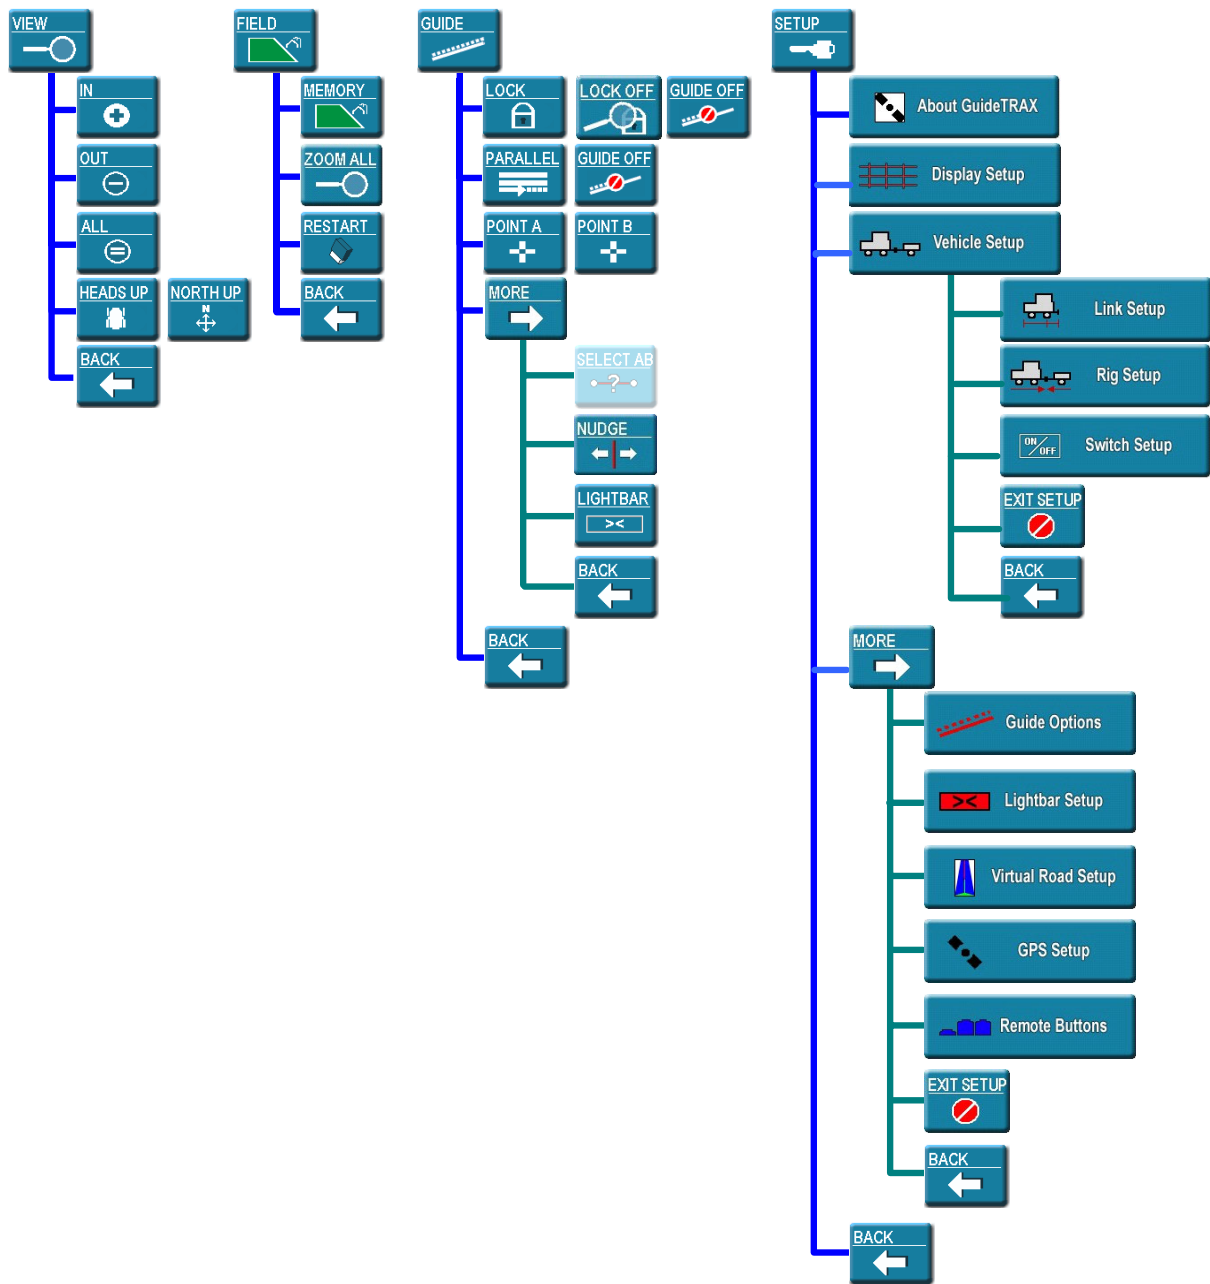 VIEW
IN
OUT
ALL
HEADS UP
NORTH UP
N
BACK
FIELD
MEMORY
ZOOM ALL
RESTART
BACK
GUIDE
LOCK
LOCK OFF
GUIDE OFF
PARALLEL
GUIDE OFF
POINT A
POINT B
MORE
SELECT AB
?
NUDGE
LIGHTBAR
><
BACK
BACK
SETUP
About GuideTRAX
Display Setup
Vehicle Setup
Link Setup
Rig Setup
ON/OFF
Switch Setup
EXIT SETUP
BACK
MORE
Guide Options
><
Lightbar Setup
Virtual Road Setup
GPS Setup
Remote Buttons
EXIT SETUP
BACK
BACK